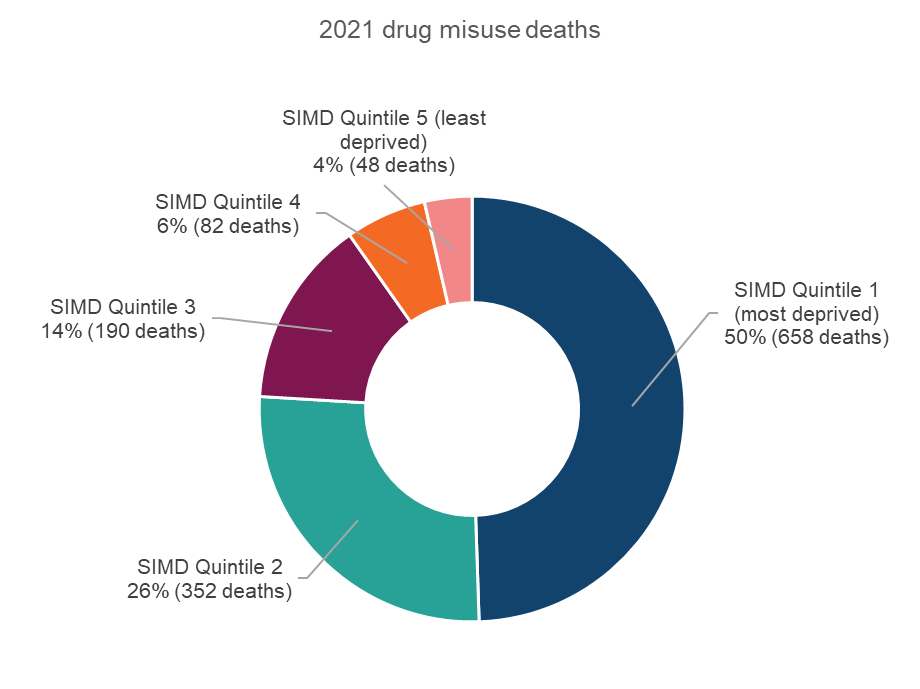 2021 drug misuse deaths
SIMD Quintile 5 (least
deprived)
4% (48 deaths)
SIMD Quintile 4
6% (82 deaths)
SIMD Quintile 1
(most deprived)
50% (658 deaths)
SIMD Quintile 3
14% (190 deaths)
SIMD Quintile 2
26% (352 deaths)